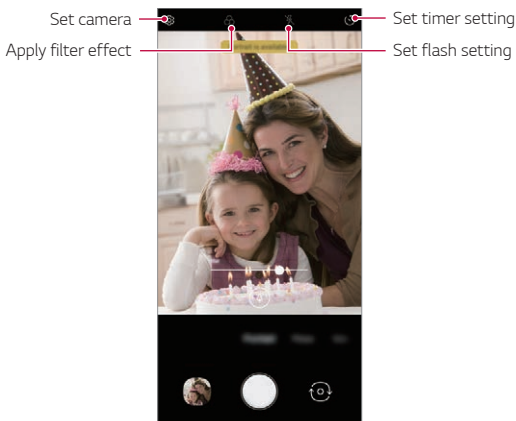 Set camera
Set timer setting
Apply filter effect
Set flash setting